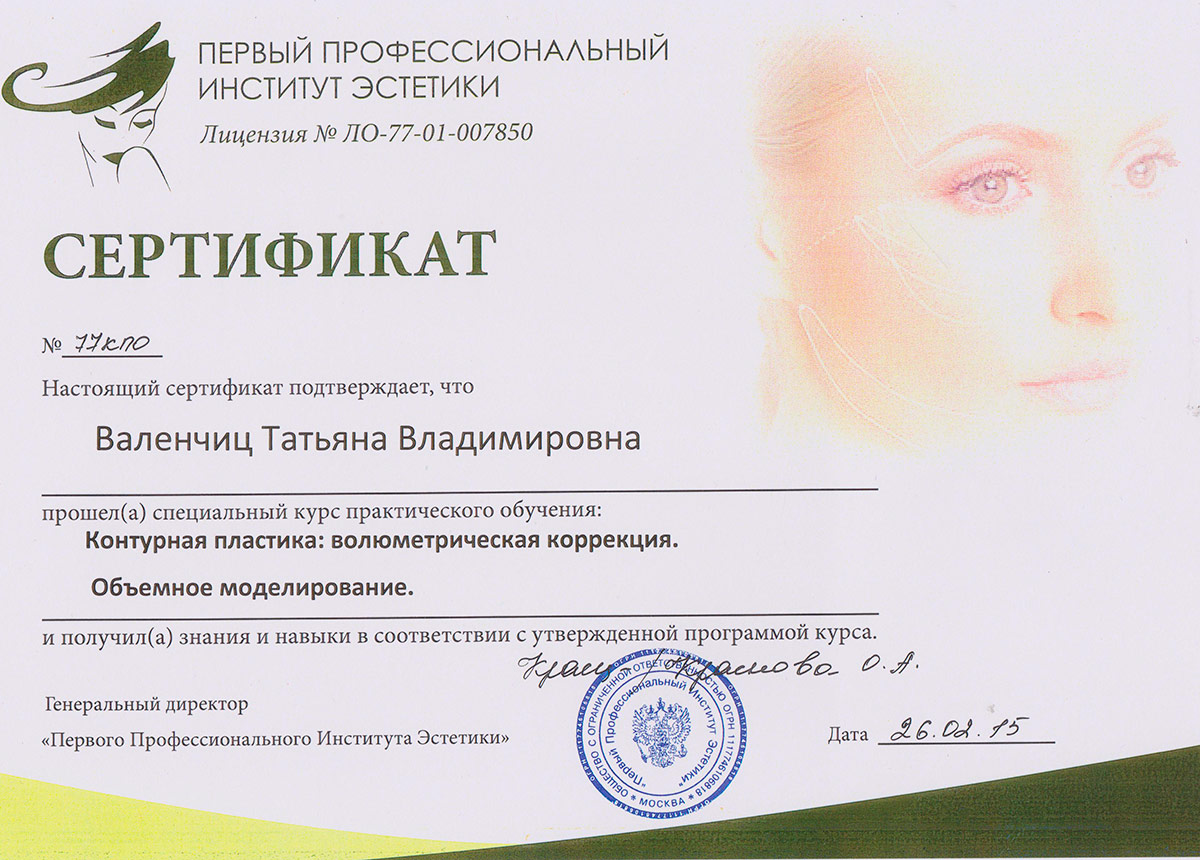 ПЕРВЫЙ ПРОФЕССИОНАЛЬНЫЙ
ИНСТИТУТ ЭСТЕТИКИ
Лицензия № ЛО-77-01-007850
СЕРТИФИКАТ
№ 77кпо
Настоящий сертификат подтверждает, что
Валенчиц Татьяна Владимировна
прошел(а) специальный курс практического обучения:
Контурная пластика: волюметрическая коррекция.
Объемное моделирование.
и получил(а) знания и навыки в соответствии с утвержденной программой курса.
Краснова О.А.
Генеральный директор
«Первого Профессионального Института Эстетики»
ОБЩЕСТВО С ОГРАНИЧЕННОЙ ОТВЕТСТВЕННОСТЬЮ ОГРН 1117746106818
"Первый Профессиональный Институт Эстетики"
* МОСКВА *
Дата 26.02.15